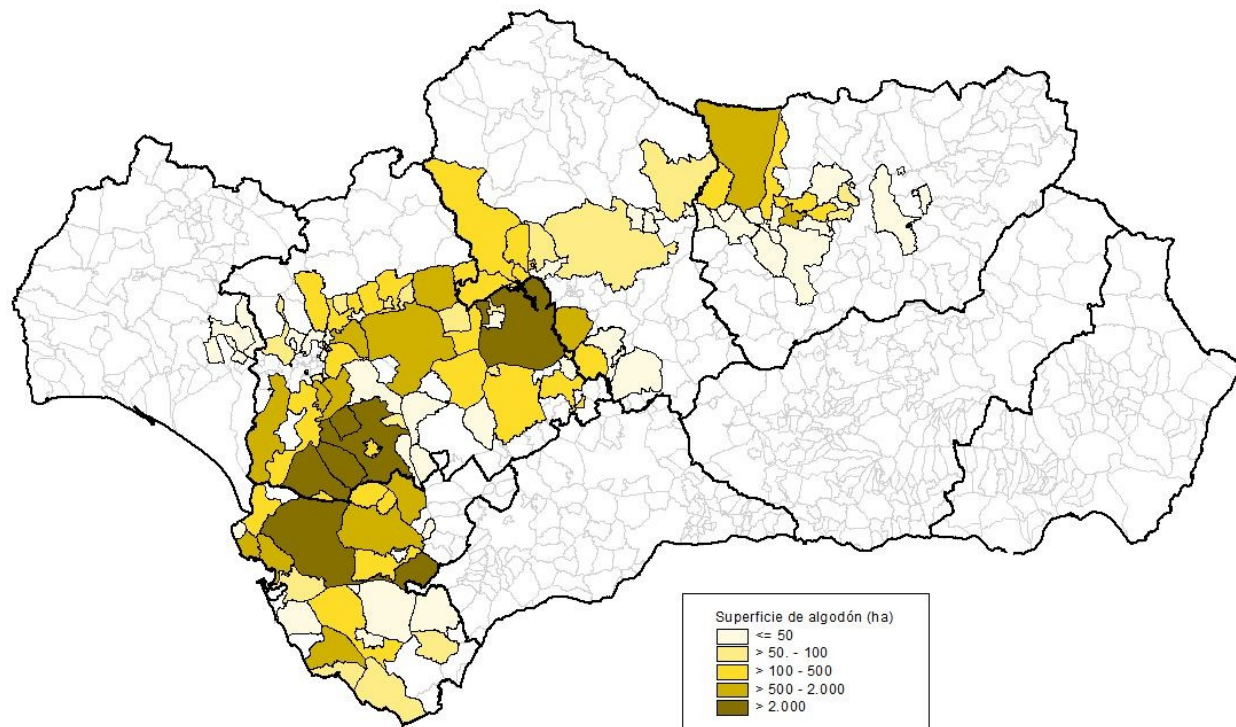 Superficie de algodón (ha)
<= 50
> 50. - 100
> 100 - 500
> 500 - 2.000
> 2.000